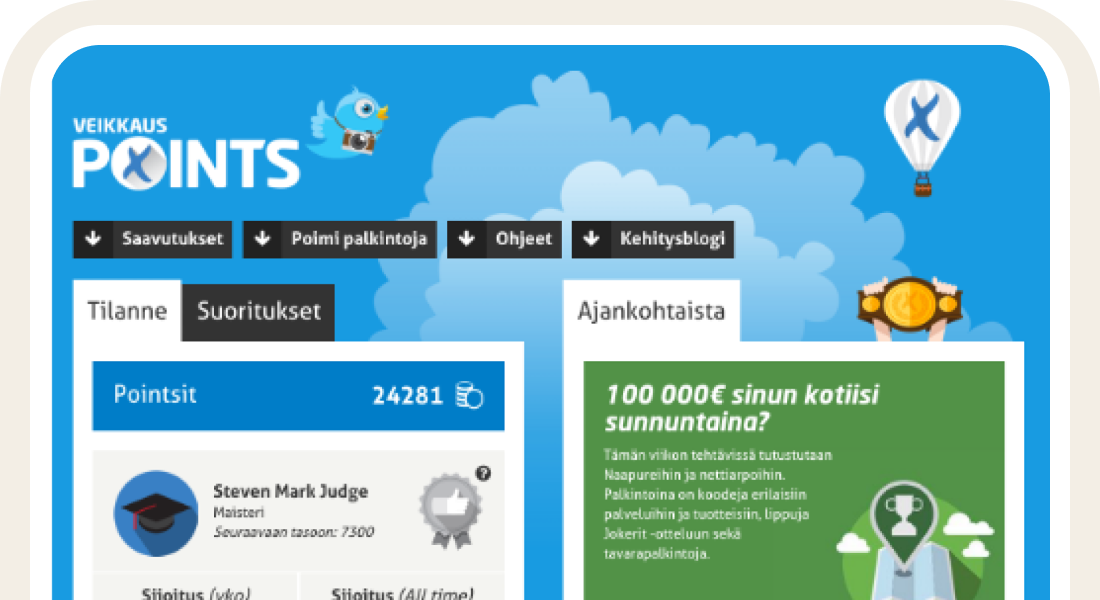 VEIKKAUS
POINTS
Saavutukset
Poimi palkintoja
Ohjeet
Kehitysblogi
Tilanne
Suoritukset
Pointsit
24281
Steven Mark Judge
Maisteri
Seuraavaan tasoon: 7300
?
Sijoitus (vko)
Sijoitus (All time)
Ajankohtaista
100 000€ sinun kotiisi
sunnuntaina?
Tämän viikon tehtävissä tutustutaan
Naapureihin ja nettiarpoihin.
Palkintoina on koodeja erilaisiin
palveluihin ja tuotteisiin, lippuja
Jokerit -otteluun sekä
tavarapalkintoja.